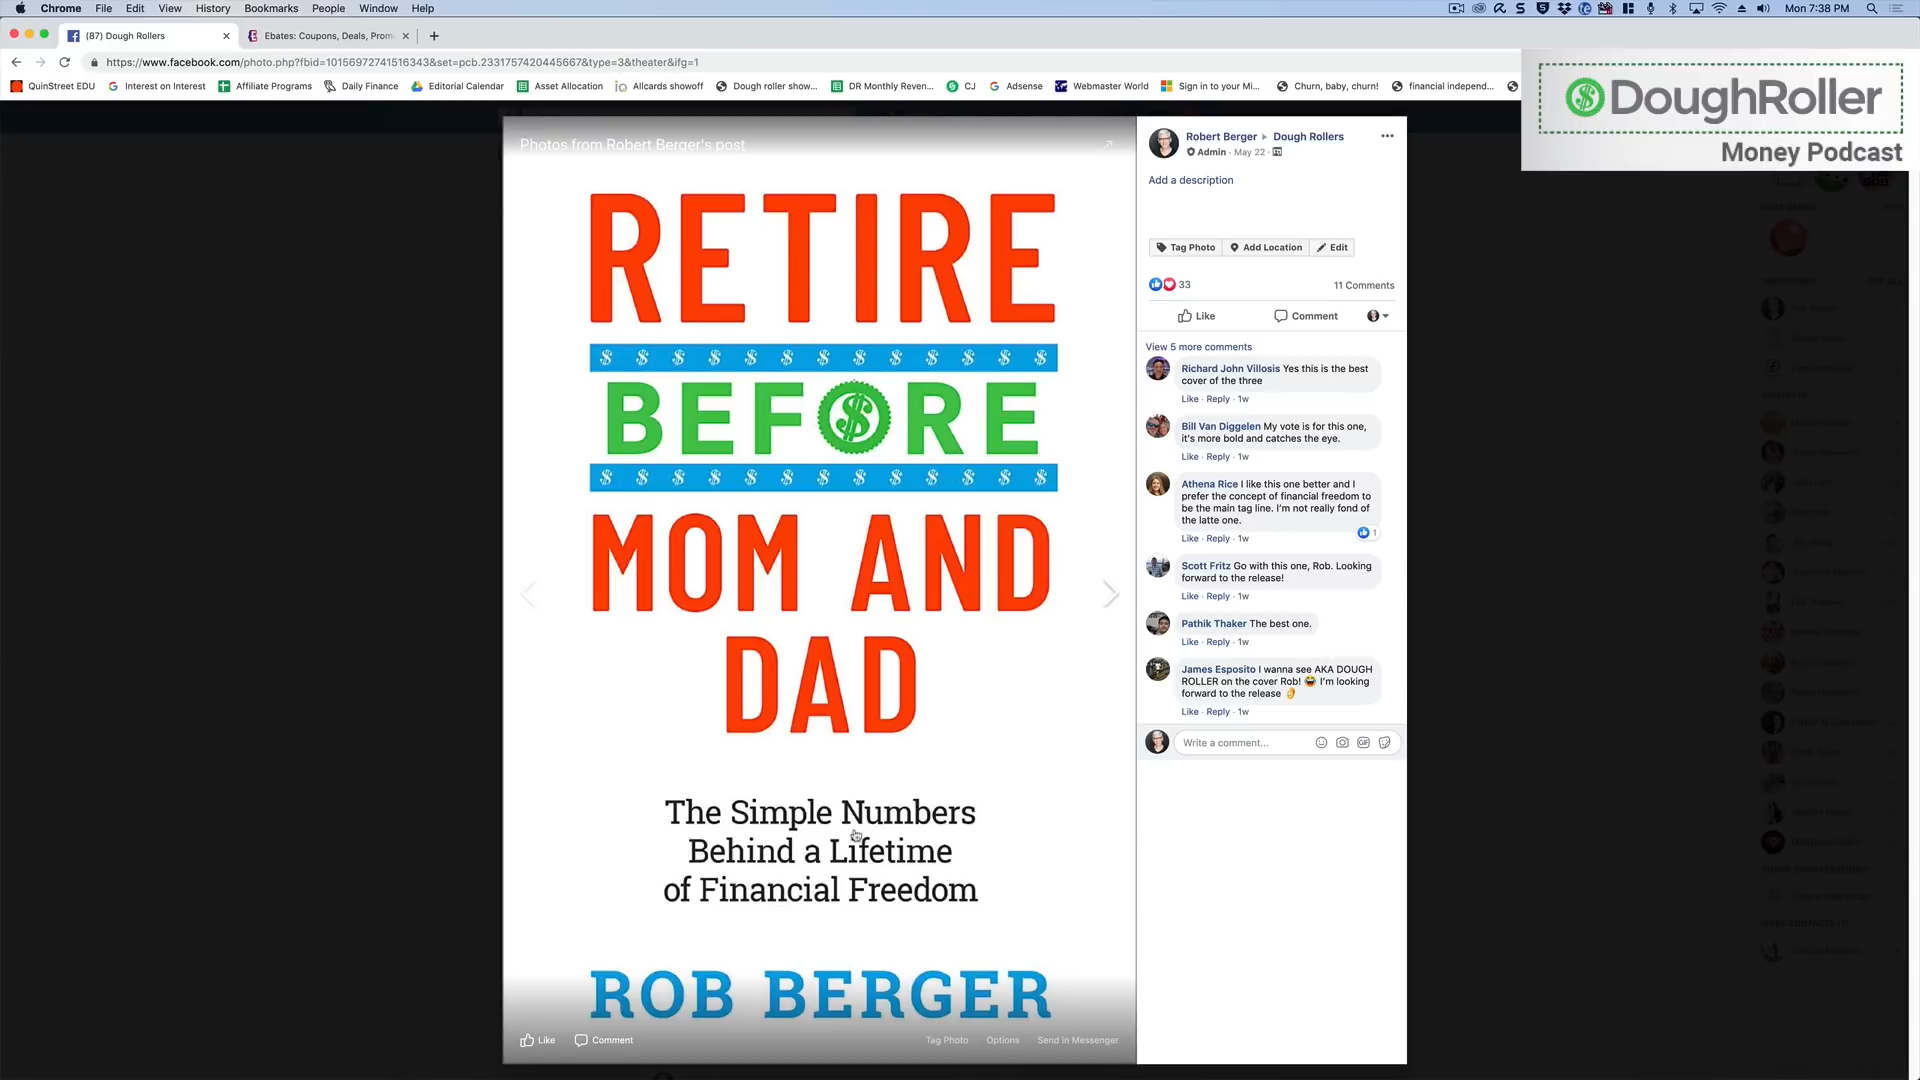 Chrome File Edit View History Bookmarks People Window Help
Mon 7:38 PM
(87) Dough Rollers
Ebates: Coupons, Deals, Prom
https://www.facebook.com/photo.php?fbid=10156972741516343&set=pcb.2331757420445667&type=3&theater&ifg=1
QuinStreet EDU Interest on Interest Affiliate Programs Daily Finance Editorial Calendar Asset Allocation Allcards showoff Dough roller show... DR Monthly Reven... CJ Adsense Webmaster World Sign in to your Mi... Churn, baby, churn! financial independ...
DoughRoller
Money Podcast
Photos from Robert Berger's post
RETIRE
BEFORE
MOM AND
DAD
The Simple Numbers
Behind a Lifetime
of Financial Freedom
ROB BERGER
Like Comment
Tag Photo Options Send in Messenger
Robert Berger Dough Rollers
Admin · May 22 ·
Add a description
Tag Photo Add Location Edit
33
11 Comments
Like Comment
View 5 more comments
Richard John Villosis Yes this is the best
cover of the three
Like · Reply · 1w
Bill Van Diggelen My vote is for this one,
it's more bold and catches the eye.
Like · Reply · 1w
Athena Rice I like this one better and I
prefer the concept of financial freedom to
be the main tag line. I'm not really fond of
the latte one.
1
Like · Reply · 1w
Scott Fritz Go with this one, Rob. Looking
forward to the release!
Like · Reply · 1w
Pathik Thaker The best one.
Like · Reply · 1w
James Esposito I wanna see AKA DOUGH
ROLLER on the cover Rob! 😂 I'm looking
forward to the release 👌
Like · Reply · 1w
Write a comment...